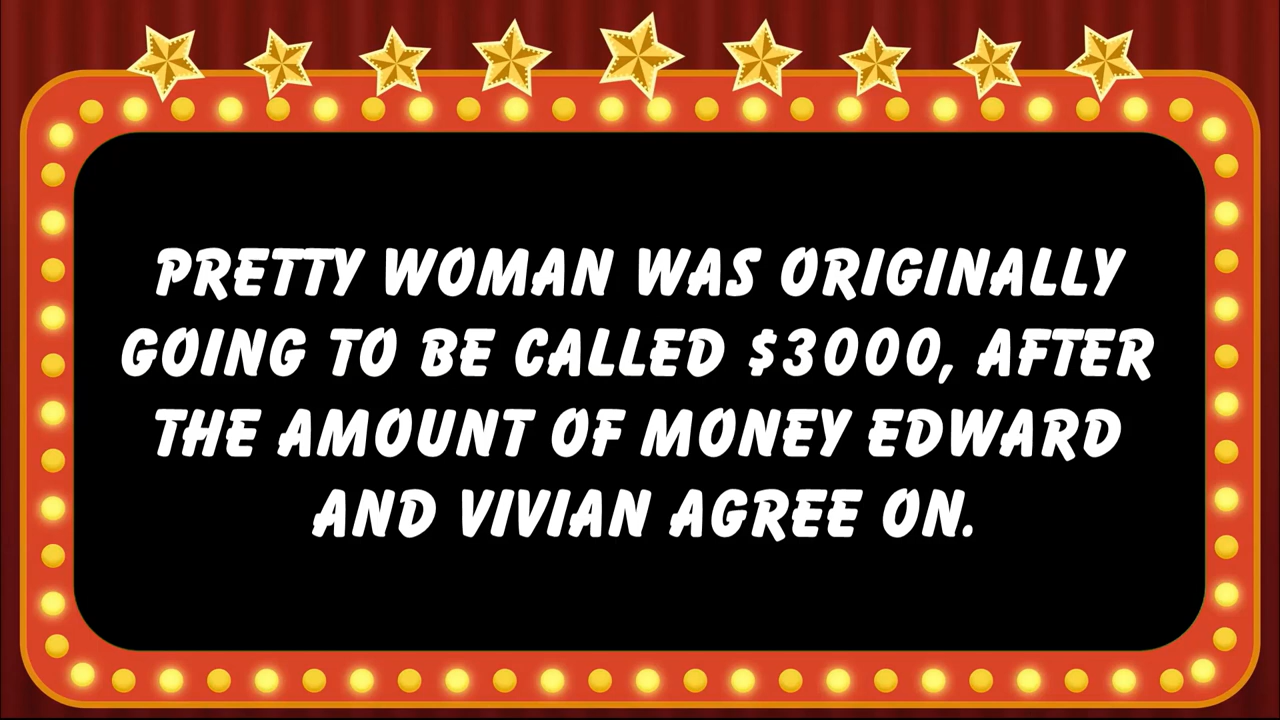 PRETTY WOMAN WAS ORIGINALLY
GOING TO BE CALLED $3000, AFTER
THE AMOUNT OF MONEY EDWARD
AND VIVIAN AGREE ON.